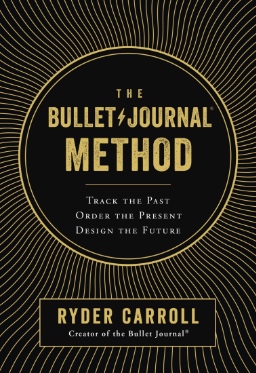 THE
BULLET⚡JOURNAL®
METHOD
TRACK THE PAST
ORDER THE PRESENT
DESIGN THE FUTURE
RYDER CARROLL
Creator of the Bullet Journal®